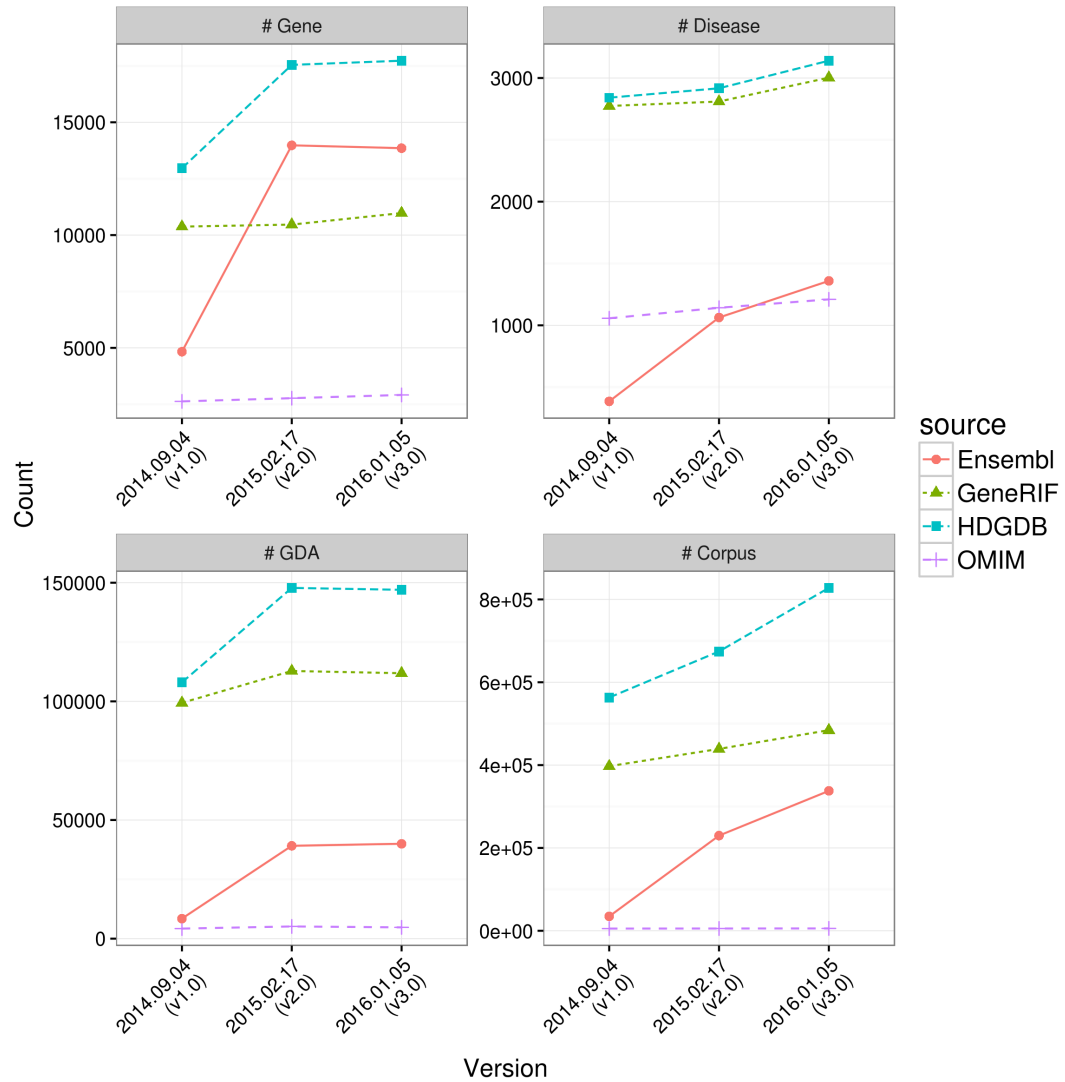 # Gene
# Disease
15000
10000
5000
3000
2000
1000
2014.09.04
(v1.0)
2015.02.17
(v2.0)
2016.01.05
(v3.0)
2014.09.04
(v1.0)
2015.02.17
(v2.0)
2016.01.05
(v3.0)
Count
source
Ensembl
GeneRIF
HDGDB
OMIM
# GDA
# Corpus
150000
100000
50000
0
8e+05
6e+05
4e+05
2e+05
0e+00
2014.09.04
(v1.0)
2015.02.17
(v2.0)
2016.01.05
(v3.0)
2014.09.04
(v1.0)
2015.02.17
(v2.0)
2016.01.05
(v3.0)
Version